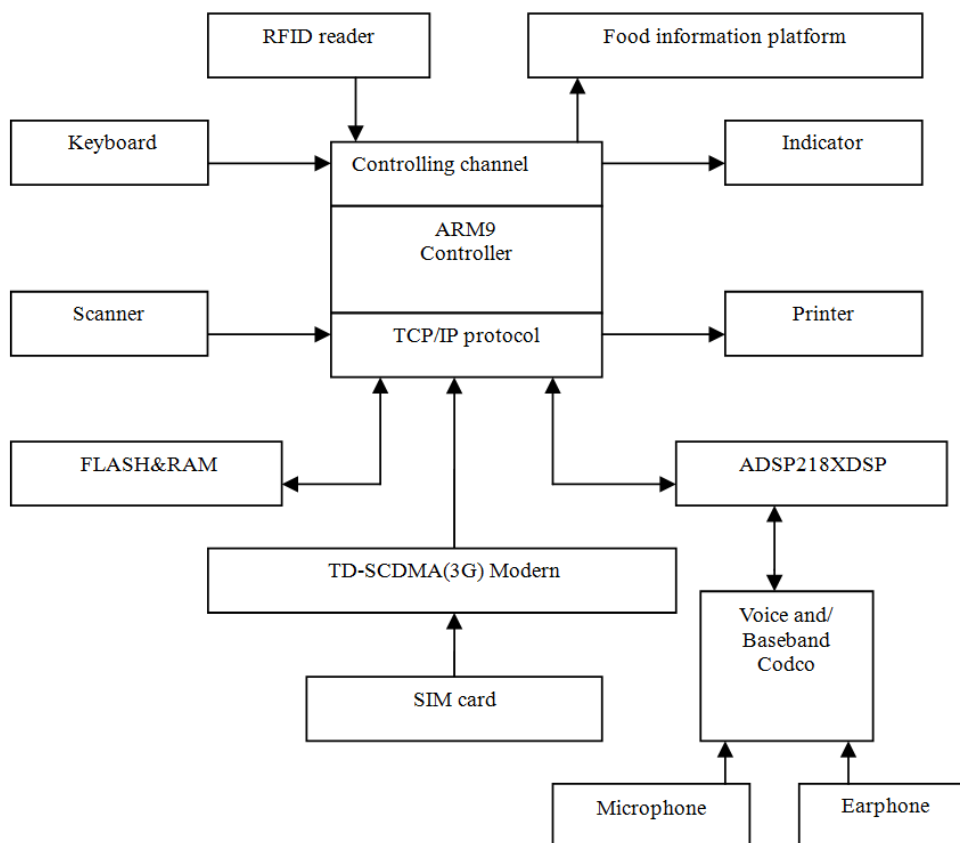 RFID reader
Food information platform
Keyboard
Controlling channel
Indicator
ARM9
Controller
Scanner
TCP/IP protocol
Printer
FLASH&RAM
ADSP218XDSP
TD-SCDMA(3G) Modern
Voice and/
Baseband
Codco
SIM card
Microphone
Earphone